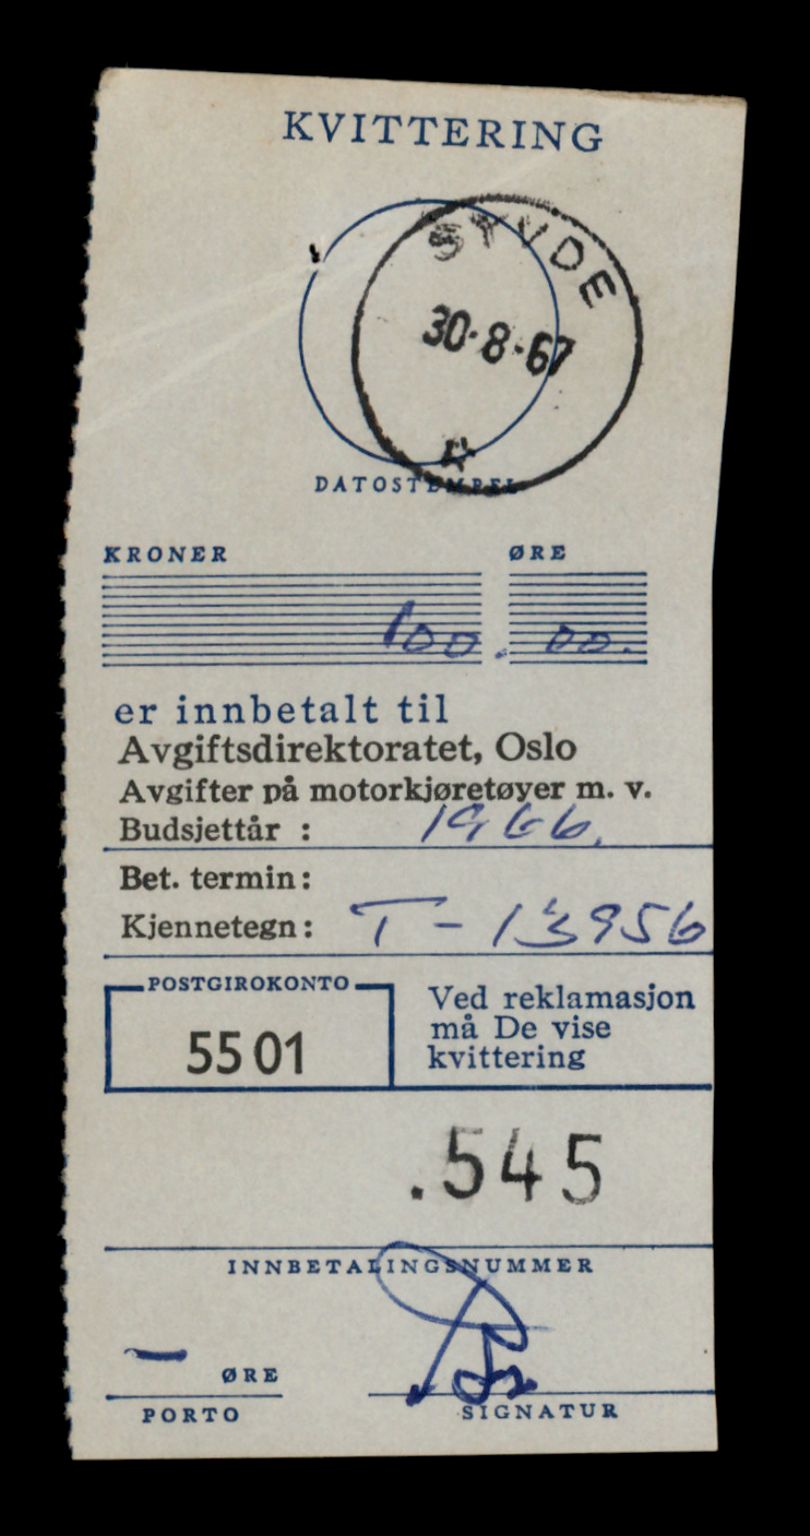 KVITTERING
STYDE
30·8·67
DATOSTEMPEL
KRONER ØRE
100. 00.
er innbetalt til
Avgiftsdirektoratet, Oslo
Avgifter på motorkjøretøyer m. v.
Budsjettår : 1966.
Bet. termin:
Kjennetegn: T - 13956
POSTGIROKONTO
5501
Ved reklamasjon
må De vise
kvittering
.545
INNBETALINGSNUMMER
— ØRE
PORTO
SIGNATUR